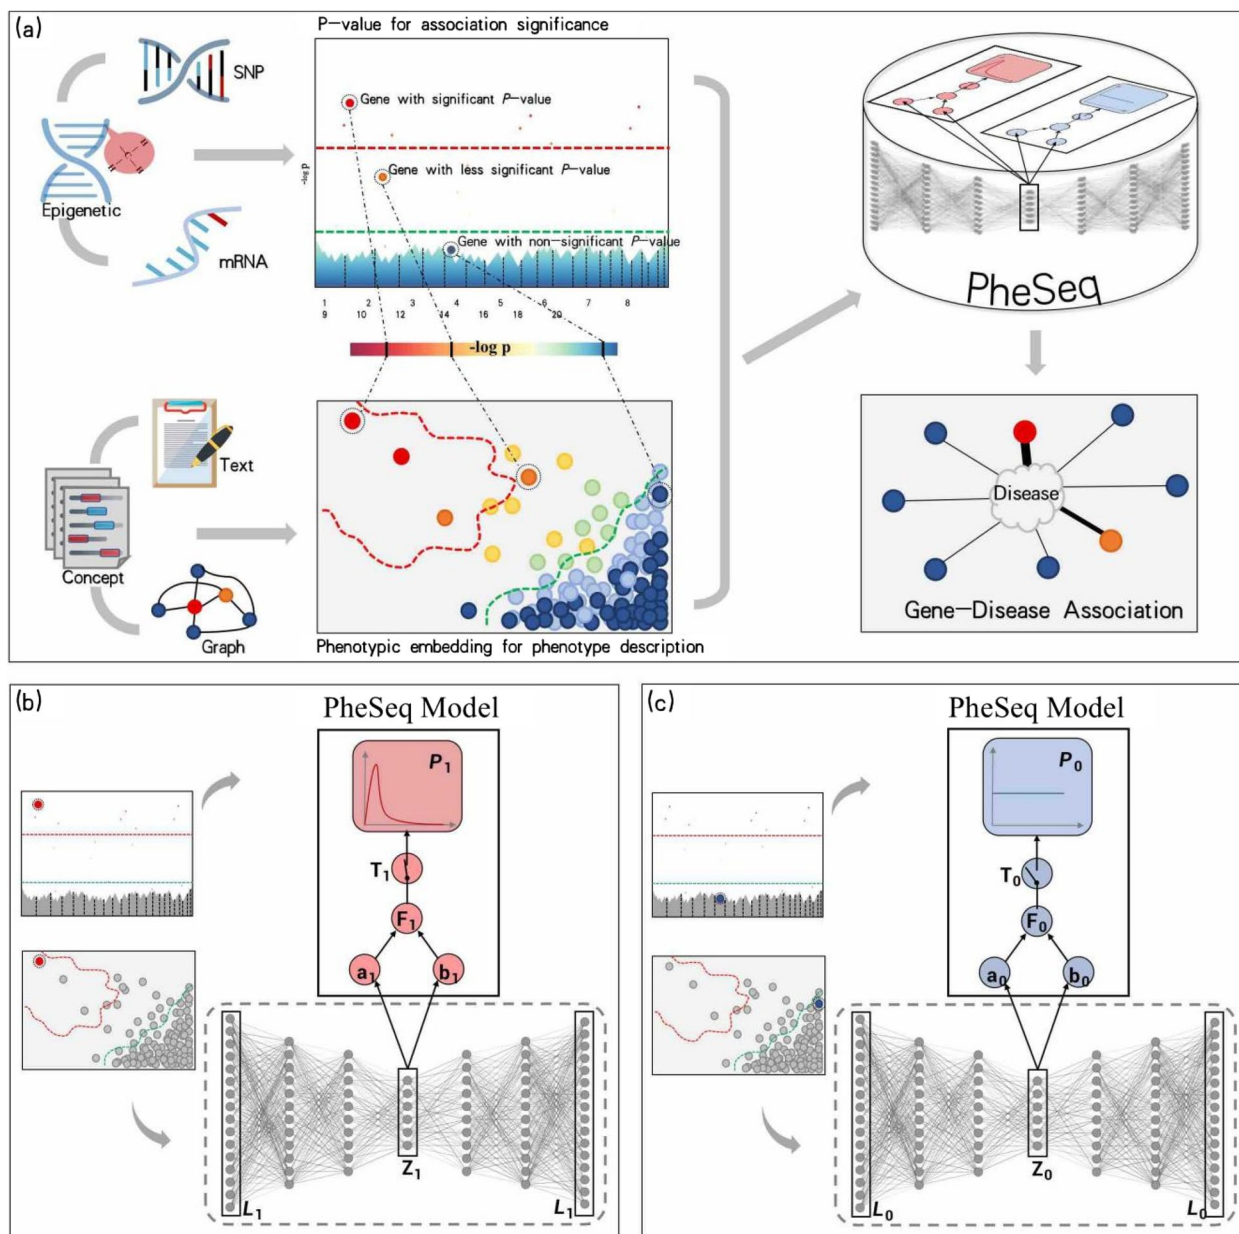 (a)
P-value for association significance
SNP
Gene with significant P-value
-log p
Gene with less significant P-value
Epigenetic
Gene with non-significant P-value
mRNA
1 2 3 4 5 6 7 8
9 10 12 14 16 18 20
-log p
PheSeq
Text
Concept
Graph
Disease
Gene-Disease Association
Phenotypic embedding for phenotype description
(b)
PheSeq Model
P1
T1
F1
a1 b1
Z1
L1 L1
(c)
PheSeq Model
P0
T0
F0
a0 b0
Z0
L0 L0